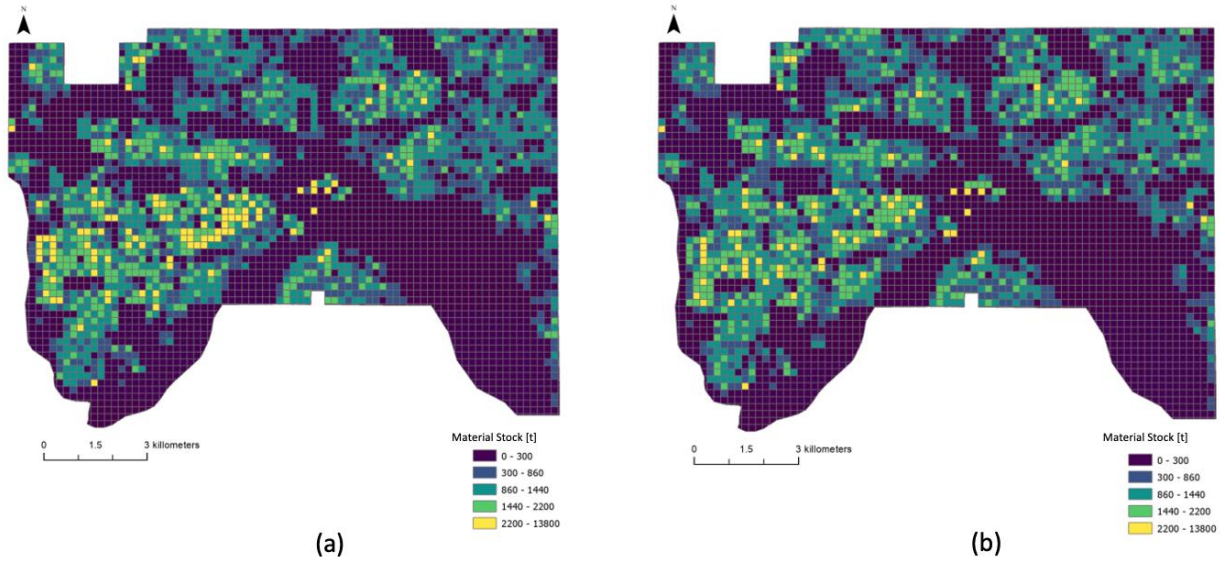 N
0 1.5 3 kilometers
Material Stock [t]
0 - 300
300 - 860
860 - 1440
1440 - 2200
2200 - 13800
(a)
N
0 1.5 3 kilometers
Material Stock [t]
0 - 300
300 - 860
860 - 1440
1440 - 2200
2200 - 13800
(b)